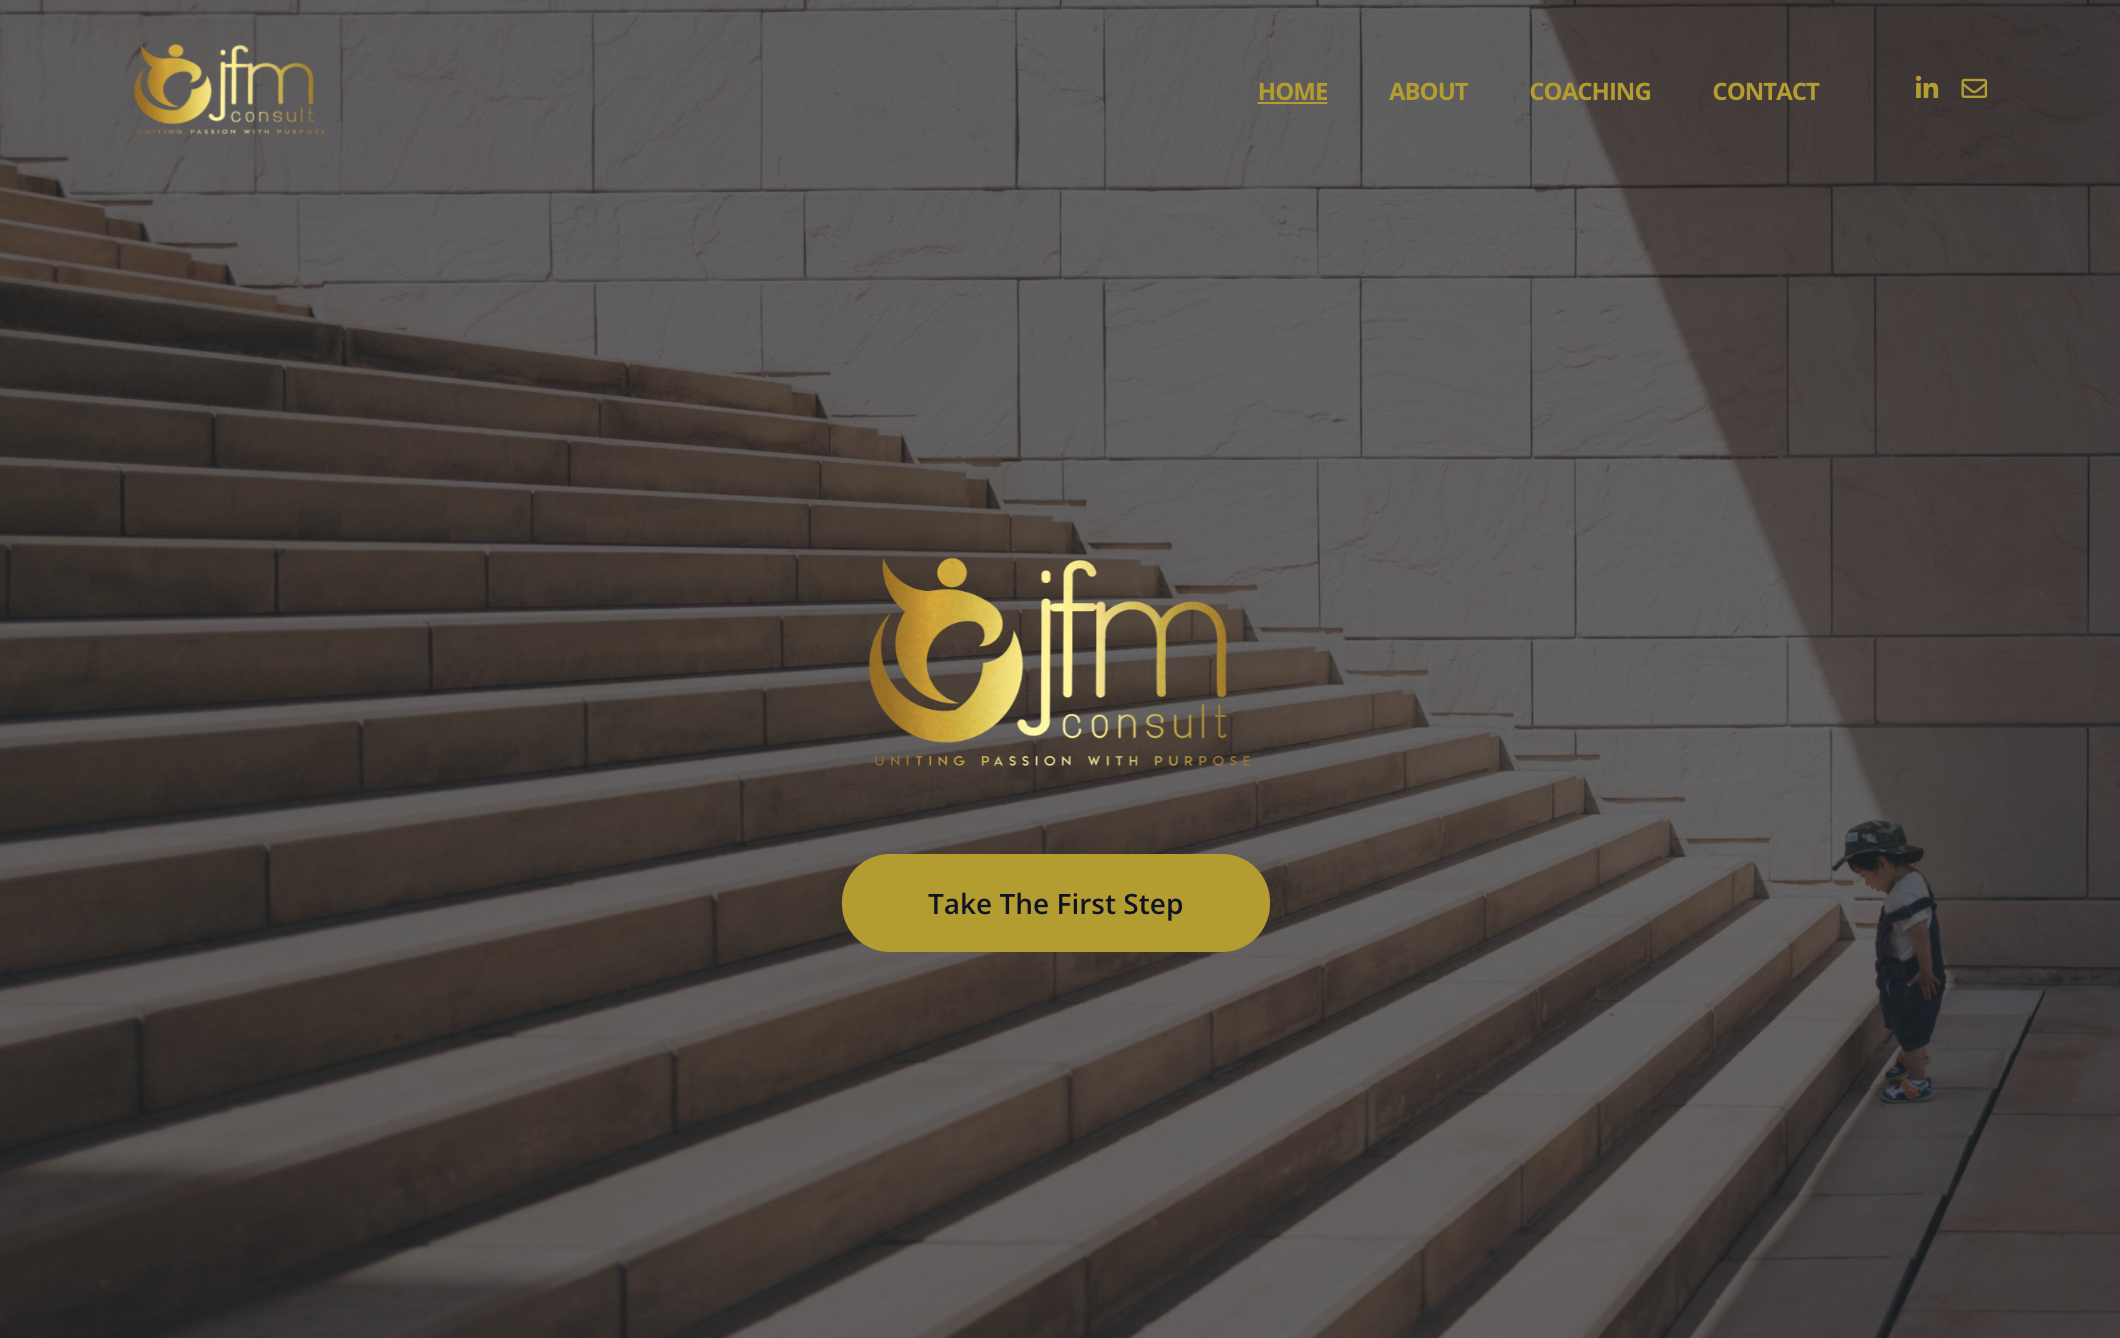 jfm
consult
UNITING PASSION WITH PURPOSE
HOME ABOUT COACHING CONTACT in
jfm
consult
UNITING PASSION WITH PURPOSE
Take The First Step